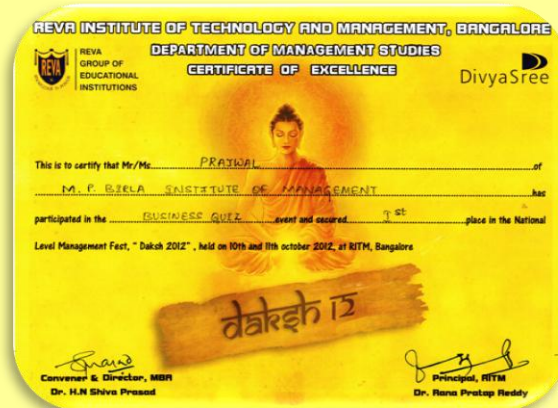 REVA INSTITUTE OF TECHNOLOGY AND MANAGEMENT, BANGALORE
DEPARTMENT OF MANAGEMENT STUDIES
CERTIFICATE OF EXCELLENCE
REVA
REVA
GROUP OF
EDUCATIONAL
INSTITUTIONS
DivyaSree
This is to certify that Mr/Ms. PRAJWAL of
M. P. BIRLA INSTITUTE OF MANAGEMENT has
participated in the BUSINESS QUIZ event and secured 1st place in the National
Level Management Fest, "Daksh 2012", held on 10th and 11th october 2012, at RITM, Bangalore
daksh 12
Convener & Director, MBA
Principal, RITM
Dr. H.N Shiva Prasad
Dr. Rana Pratap Reddy